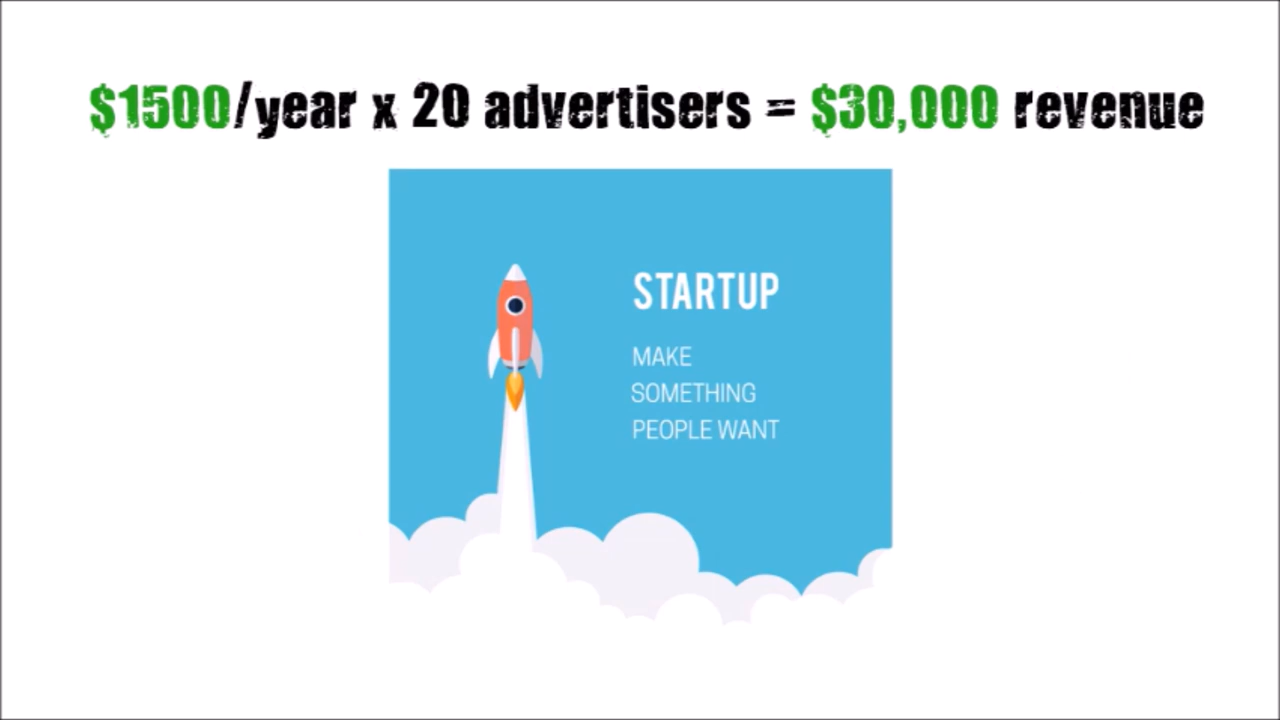 $1500/year x 20 advertisers = $30,000 revenue
STARTUP
MAKE
SOMETHING
PEOPLE WANT